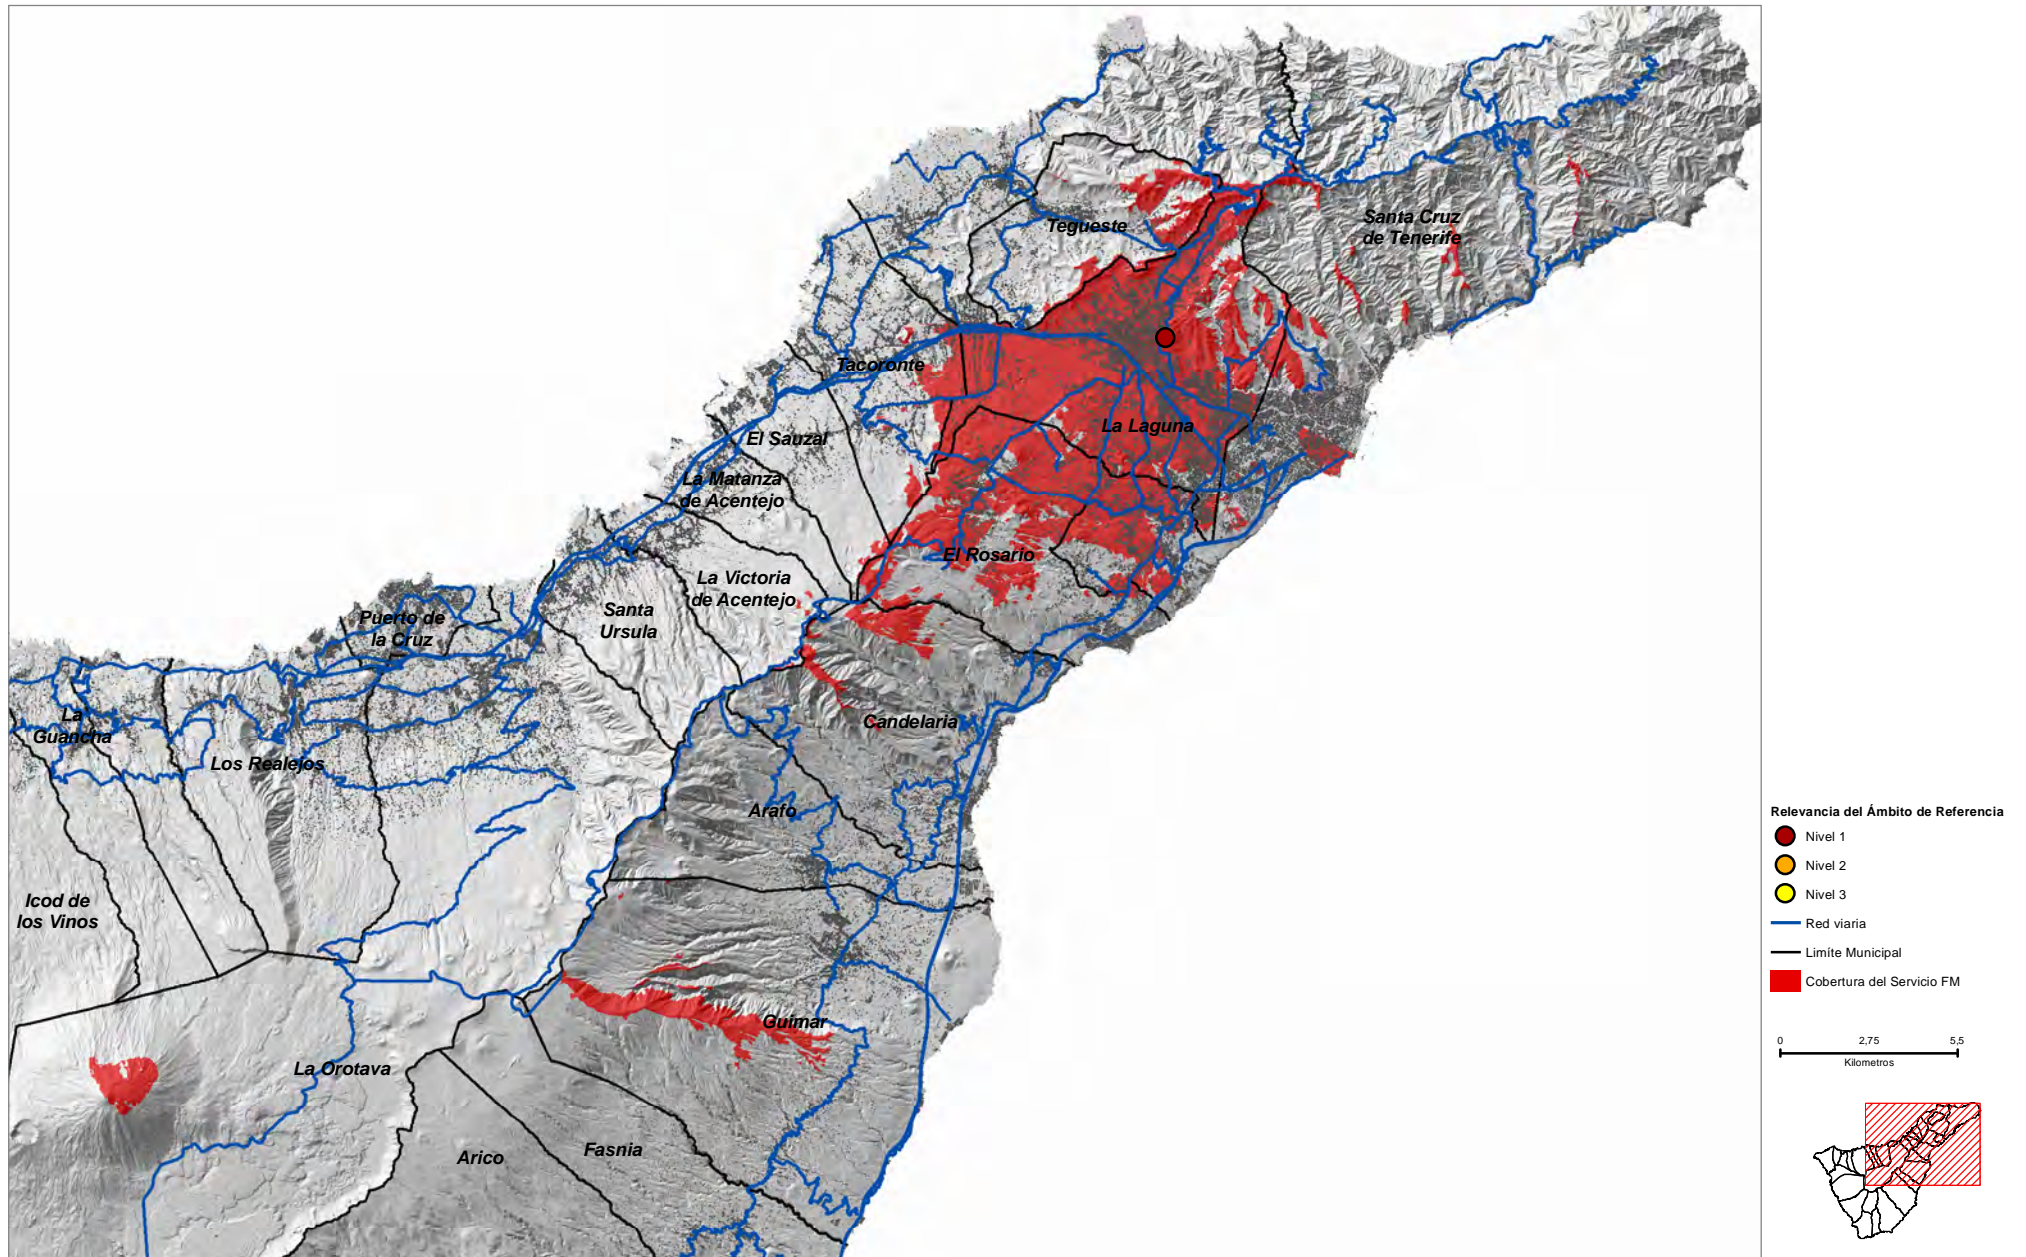 Santa Cruz
de Tenerife
Tegueste
Tacoronte
La Laguna
El Sauzal
La Matanza
de Acentejo
El Rosario
La Victoria
de Acentejo
Santa
Ursula
Puerto de
la Cruz
La
Guancha
Candelaria
Los Realejos
Arafo
Icod de
los Vinos
Guimar
La Orotava
Arico
Fasnia
Relevancia del Ámbito de Referencia
Nivel 1
Nivel 2
Nivel 3
Red viaria
Limíte Municipal
Cobertura del Servicio FM
0 2,75 5,5
Kilometros